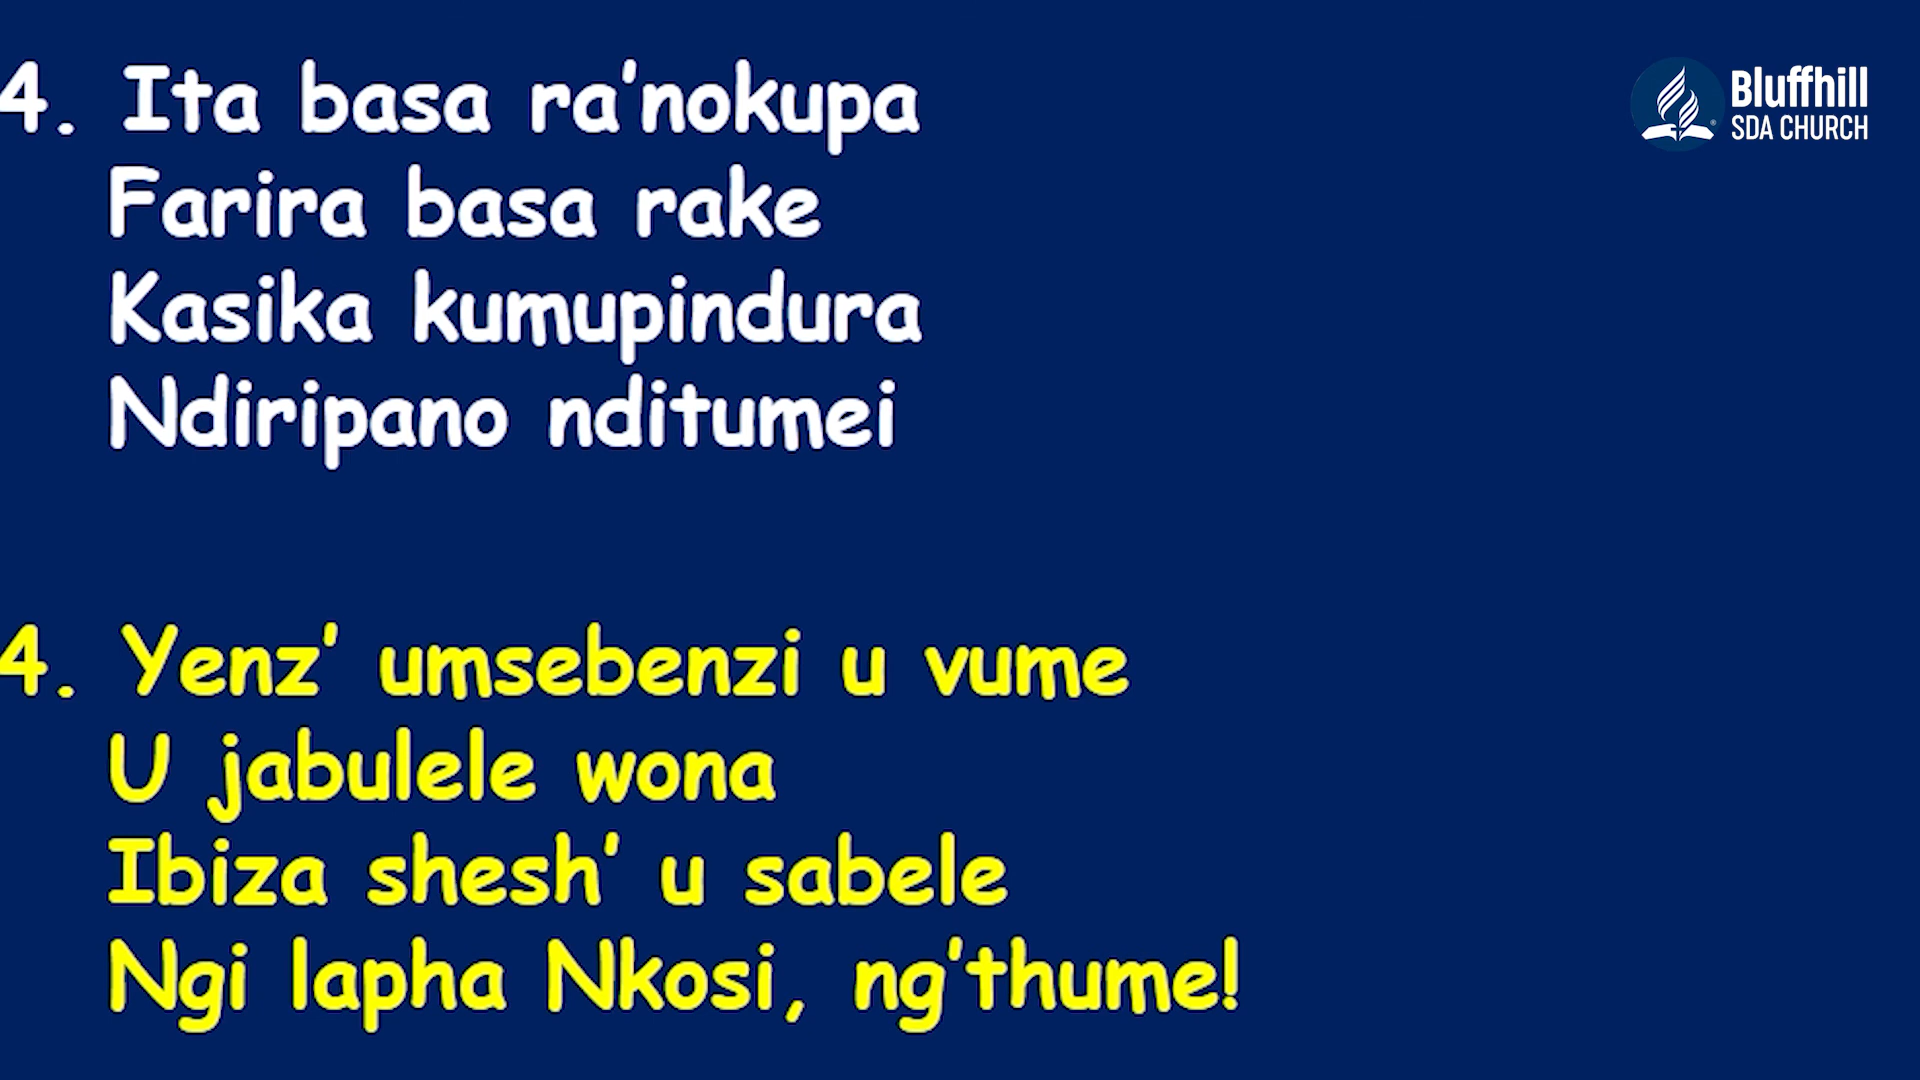 4. Ita basa ra'nokupa
Farira basa rake
Kasika kumupindura
Ndiripano nditumei
Bluffhill
SDA CHURCH
4. Yenz' umsebenzi u vume
U jabulele wona
Ibiza shesh' u sabele
Ngi lapha Nkosi, ng'thume!